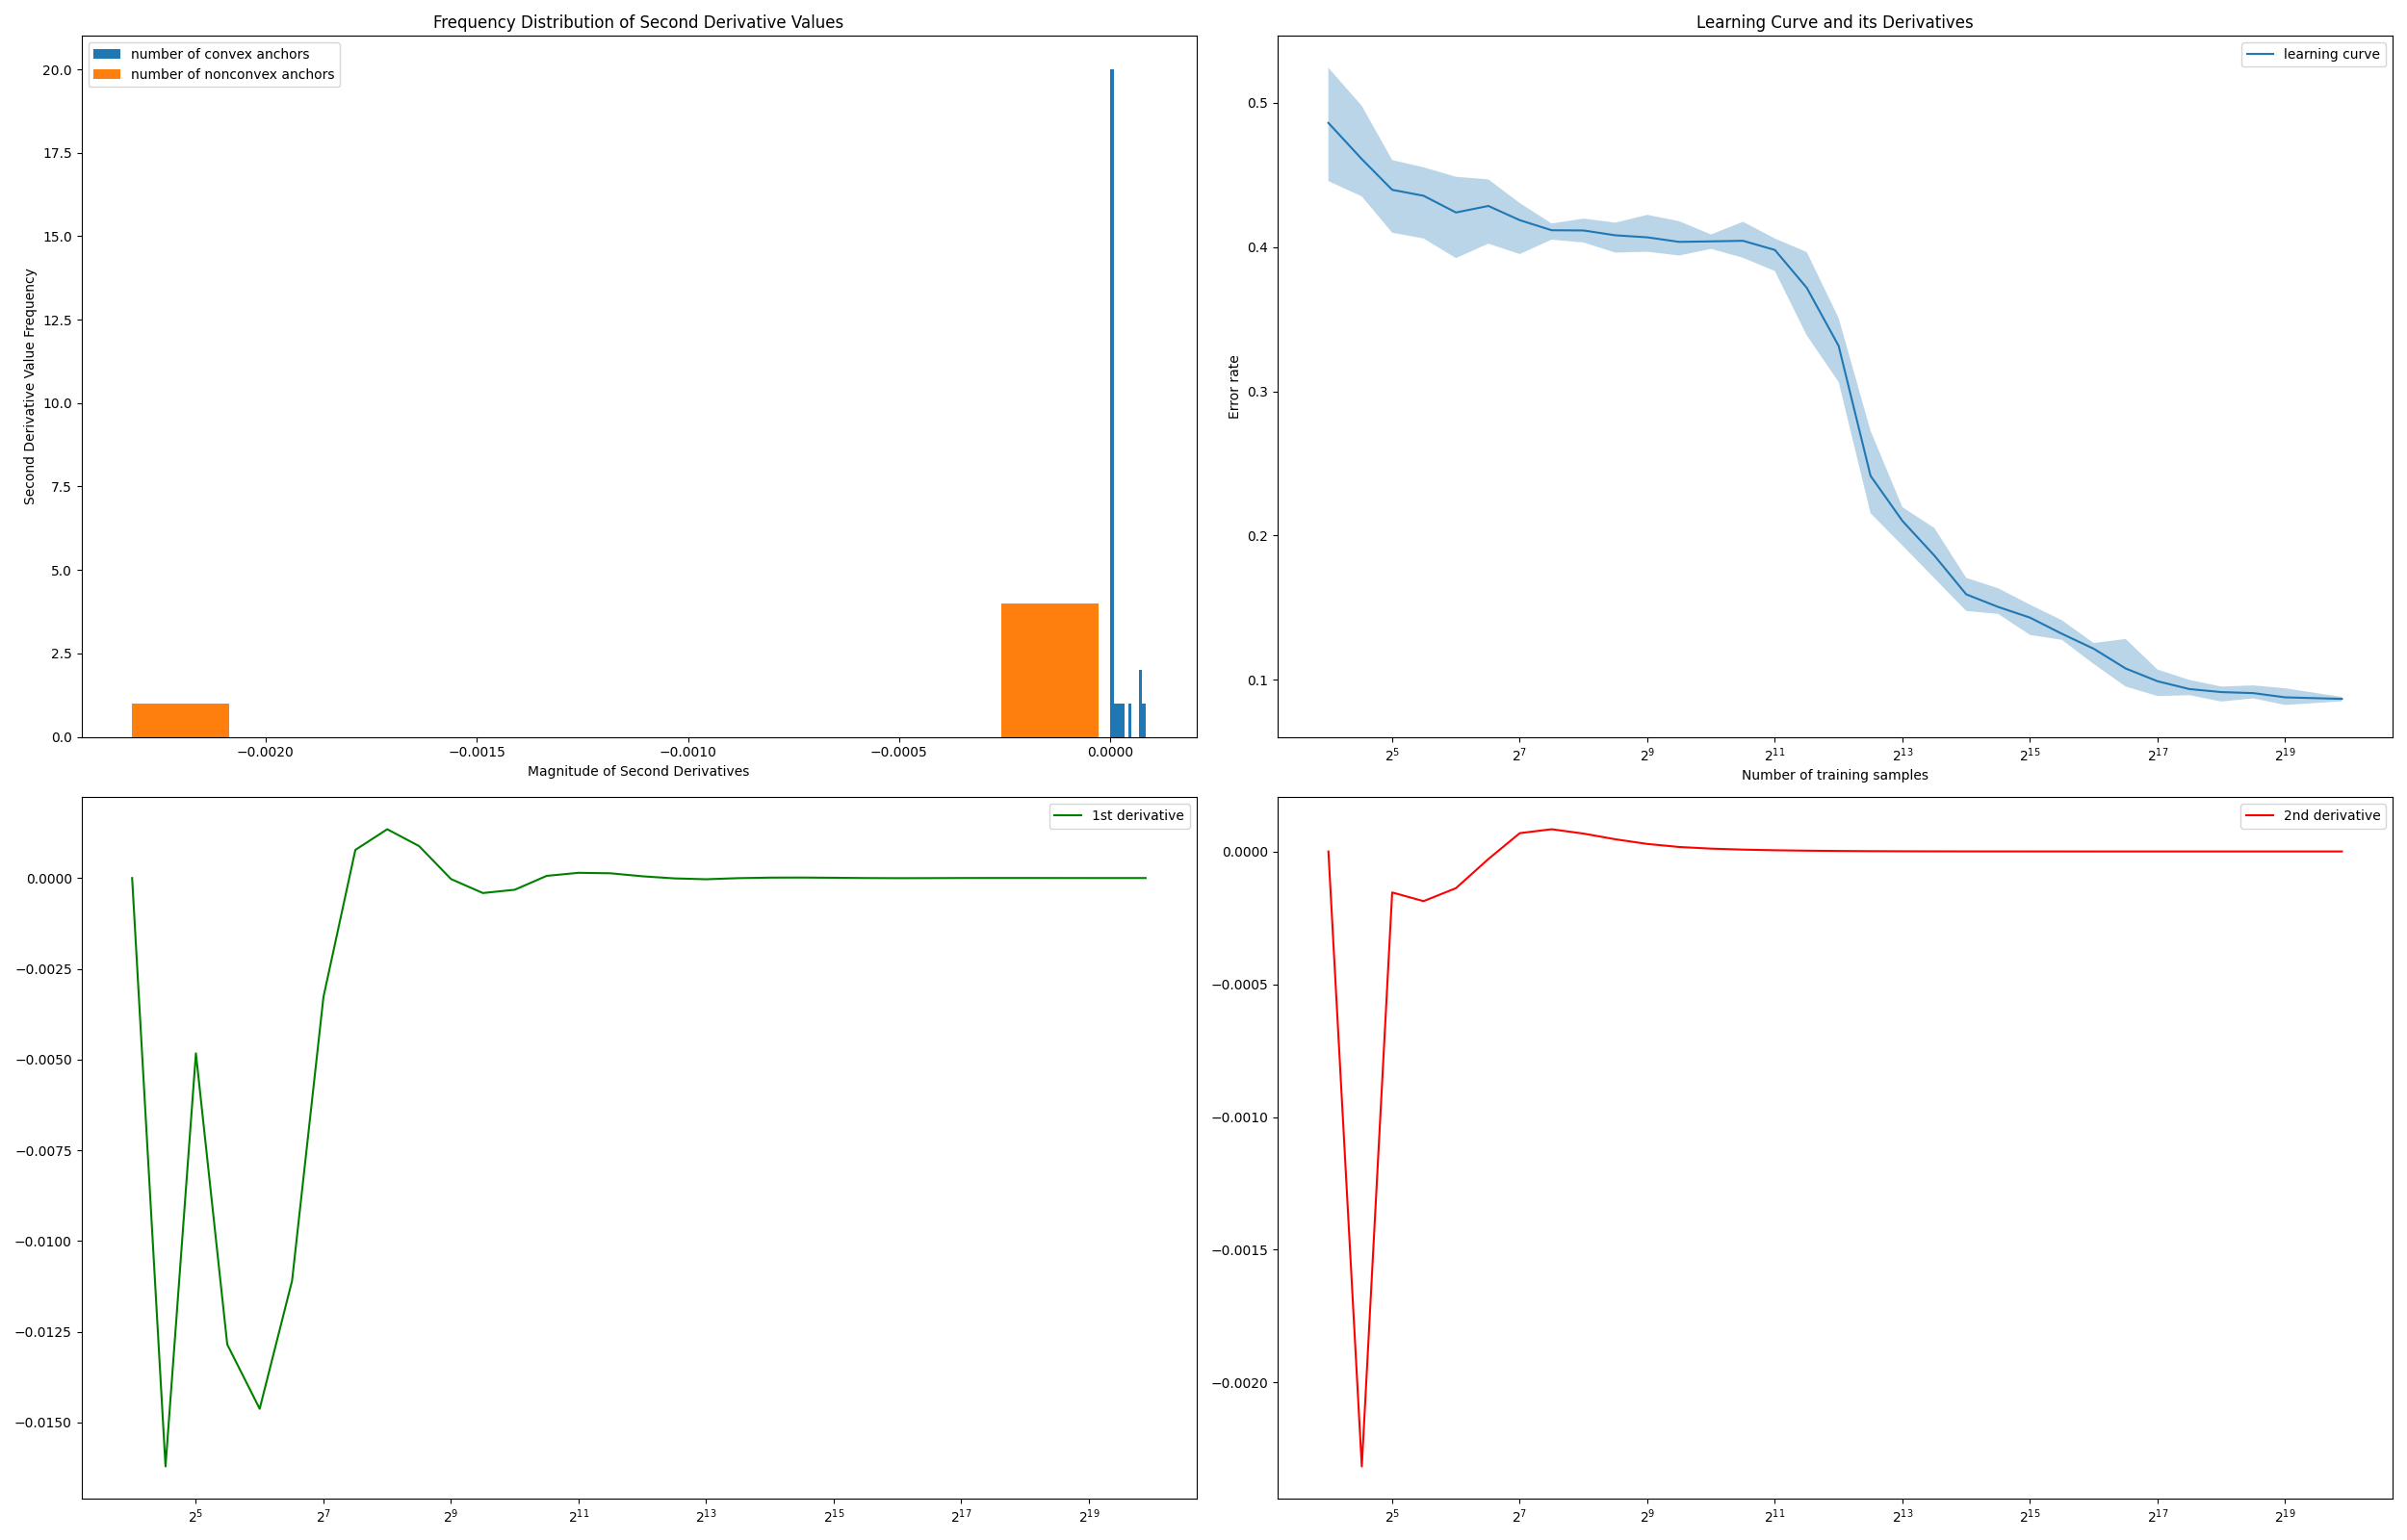 Frequency Distribution of Second Derivative Values
number of convex anchors
number of nonconvex anchors
Second Derivative Value Frequency
20.0
17.5
15.0
12.5
10.0
7.5
5.0
2.5
0.0
−0.0020 −0.0015 −0.0010 −0.0005 0.0000
Magnitude of Second Derivatives
Learning Curve and its Derivatives
learning curve
Error rate
0.5
0.4
0.3
0.2
0.1
2^5 2^7 2^9 2^11 2^13 2^15 2^17 2^19
Number of training samples
1st derivative
0.0000
−0.0025
−0.0050
−0.0075
−0.0100
−0.0125
−0.0150
2^5 2^7 2^9 2^11 2^13 2^15 2^17 2^19
2nd derivative
0.0000
−0.0005
−0.0010
−0.0015
−0.0020
2^5 2^7 2^9 2^11 2^13 2^15 2^17 2^19